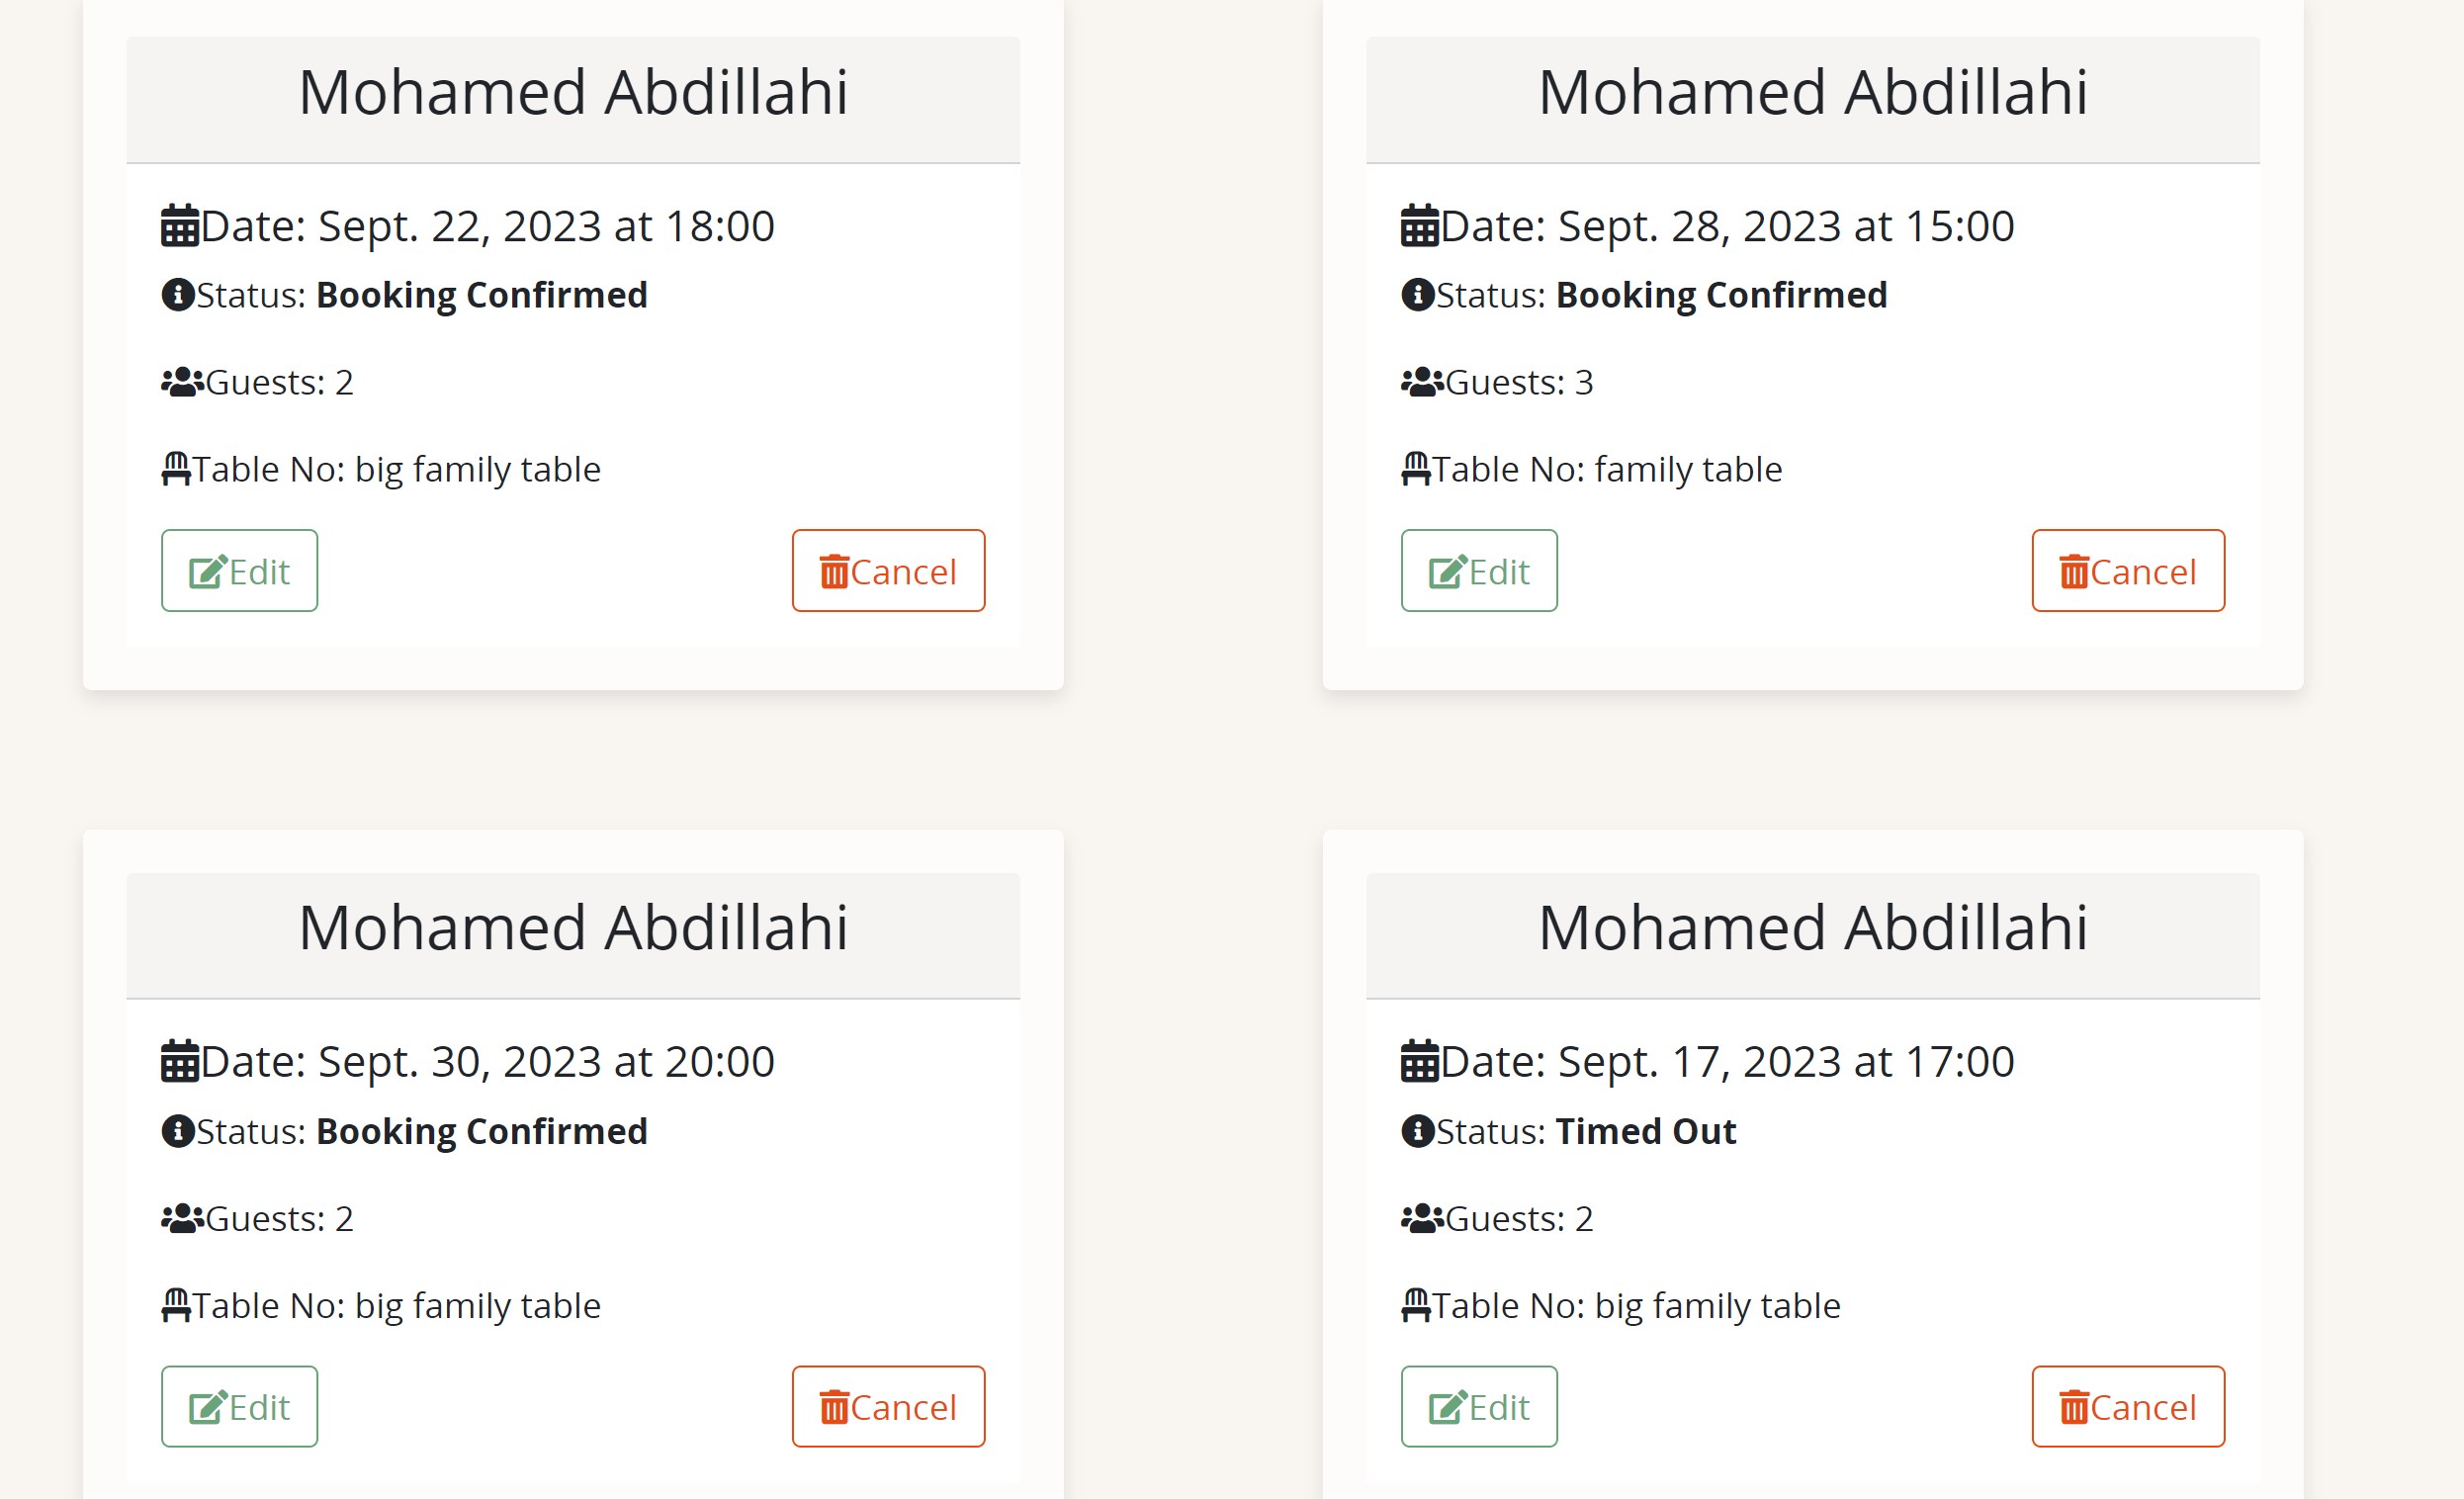 Mohamed Abdillahi
Date: Sept. 22, 2023 at 18:00
Status: Booking Confirmed
Guests: 2
Table No: big family table
Edit
Cancel
Mohamed Abdillahi
Date: Sept. 28, 2023 at 15:00
Status: Booking Confirmed
Guests: 3
Table No: family table
Edit
Cancel
Mohamed Abdillahi
Date: Sept. 30, 2023 at 20:00
Status: Booking Confirmed
Guests: 2
Table No: big family table
Edit
Cancel
Mohamed Abdillahi
Date: Sept. 17, 2023 at 17:00
Status: Timed Out
Guests: 2
Table No: big family table
Edit
Cancel